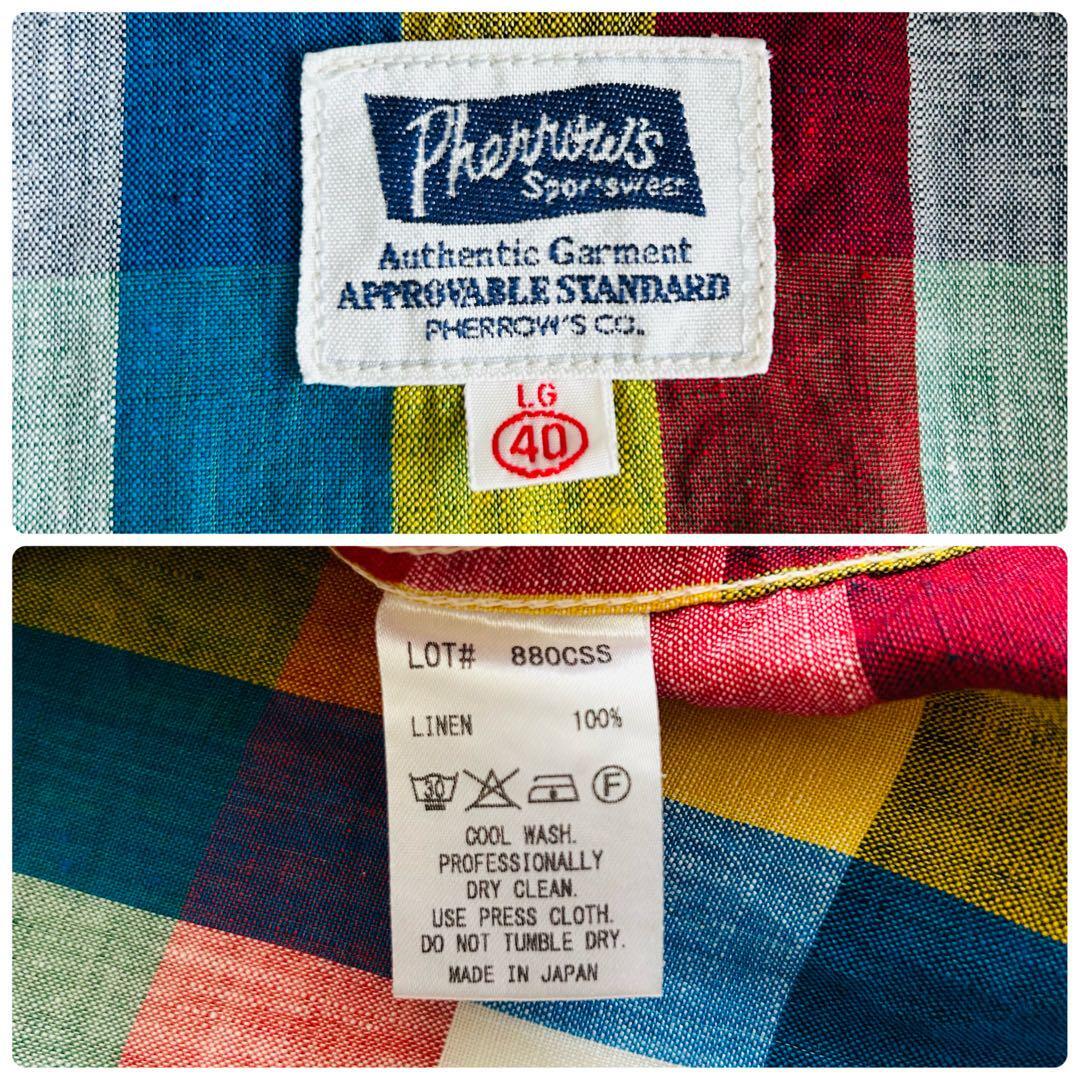 Pherrow's
Sportswear
Authentic Garment
APPROVABLE STANDARD
PHERROW'S CO.
LG
40
LOT# 880CSS
LINEN 100%
30 F
COOL WASH.
PROFESSIONALLY
DRY CLEAN.
USE PRESS CLOTH.
DO NOT TUMBLE DRY.
MADE IN JAPAN